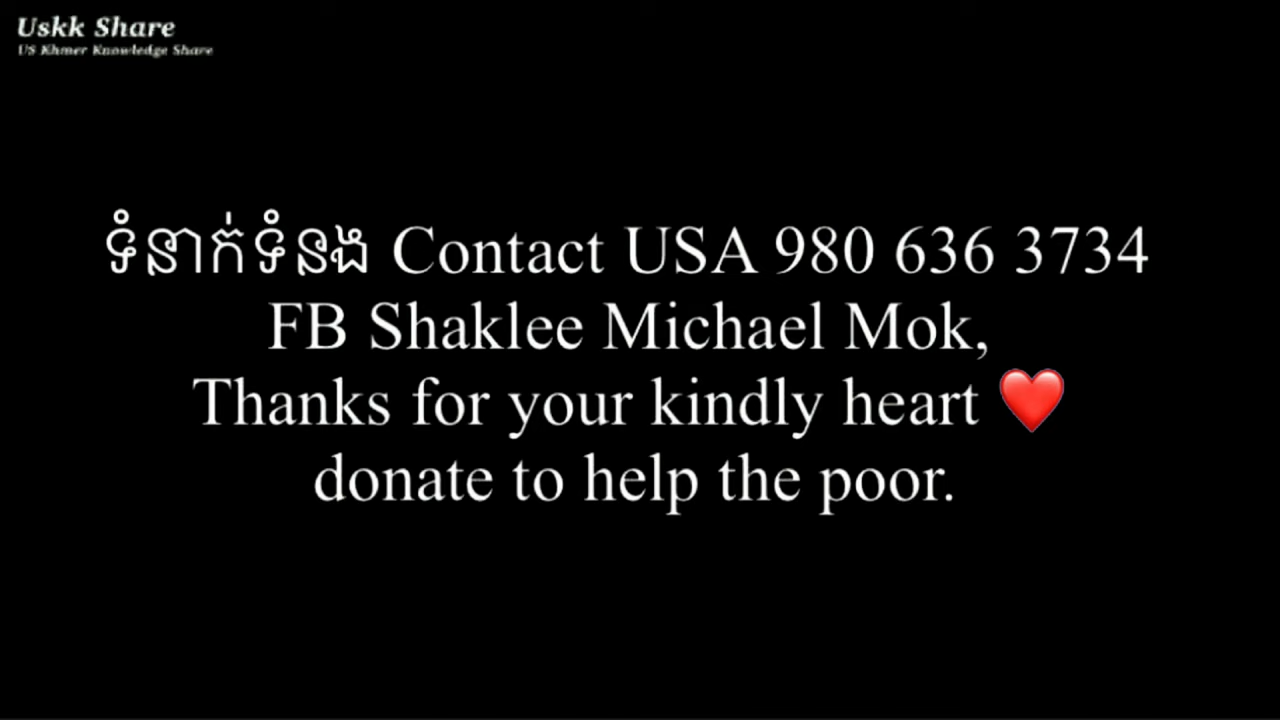 Uskk Share
US Khmer Knowledge Share
ទំនាក់ទំនង Contact USA 980 636 3734
FB Shaklee Michael Mok,
Thanks for your kindly heart ❤️
donate to help the poor.